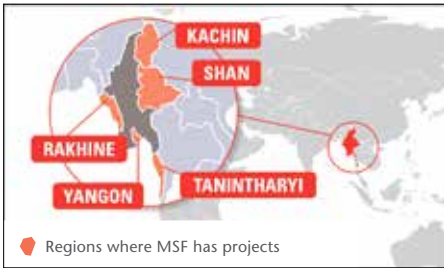 KACHIN
SHAN
RAKHINE
YANGON
TANINTHARYI
Regions where MSF has projects